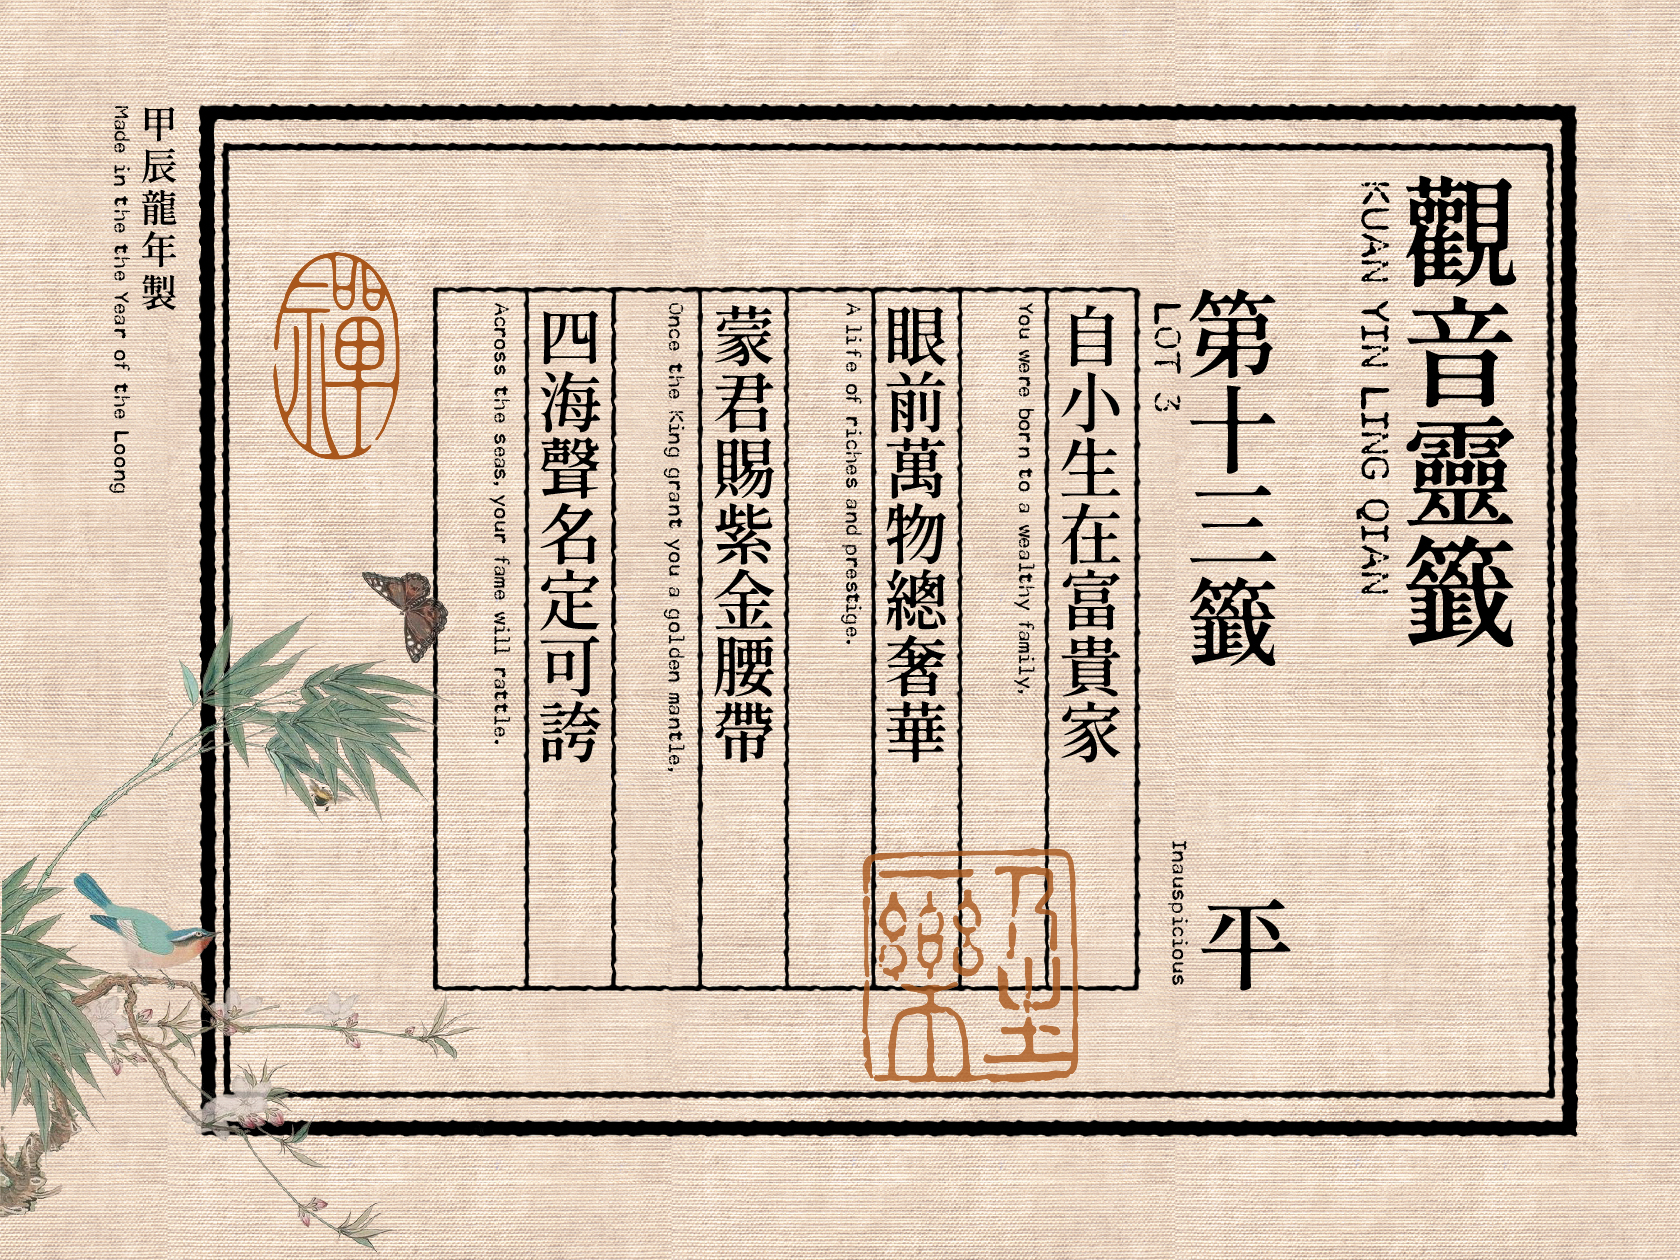 觀音靈籤
KUAN YIN LING QIAN
第十三籤
LOT 3
平
Inauspicious
自小生在富貴家
You were born to a wealthy family,
眼前萬物總奢華
A life of riches and prestige.
蒙君賜紫金腰帶
Once the King grant you a golden mantle,
四海聲名定可誇
Across the seas, your fame will rattle.
禪
甲辰龍年製
Made in the the Year of the Loong